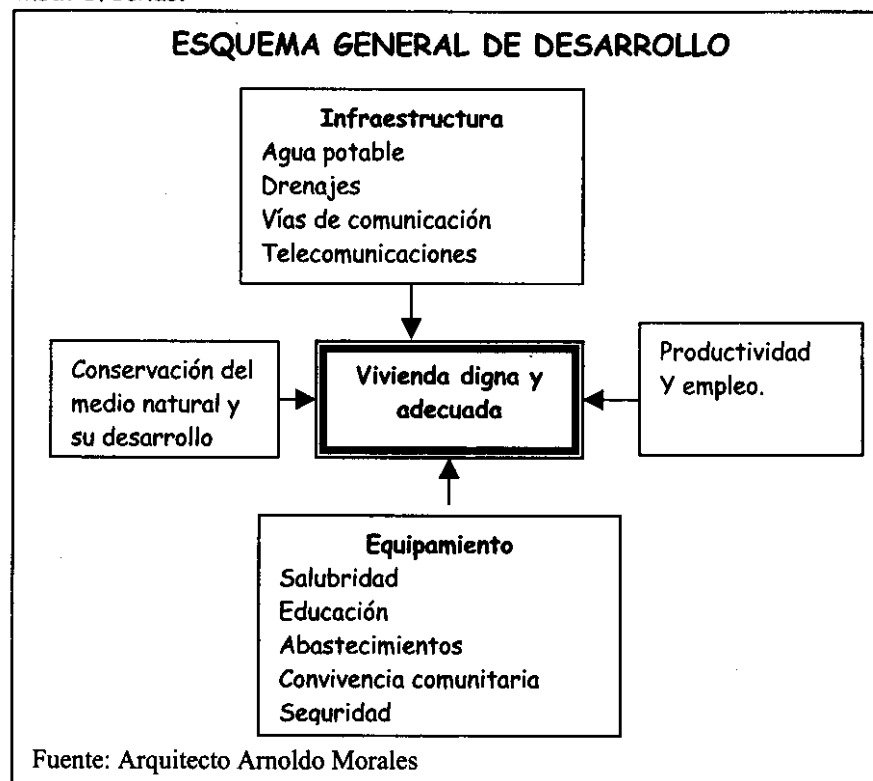 ESQUEMA GENERAL DE DESARROLLO
Infraestructura
Agua potable
Drenajes
Vías de comunicación
Telecomunicaciones
Conservación del
medio natural y
su desarrollo
Vivienda digna y
adecuada
Productividad
Y empleo.
Equipamiento
Salubridad
Educación
Abastecimientos
Convivencia comunitaria
Seguridad
Fuente: Arquitecto Arnoldo Morales